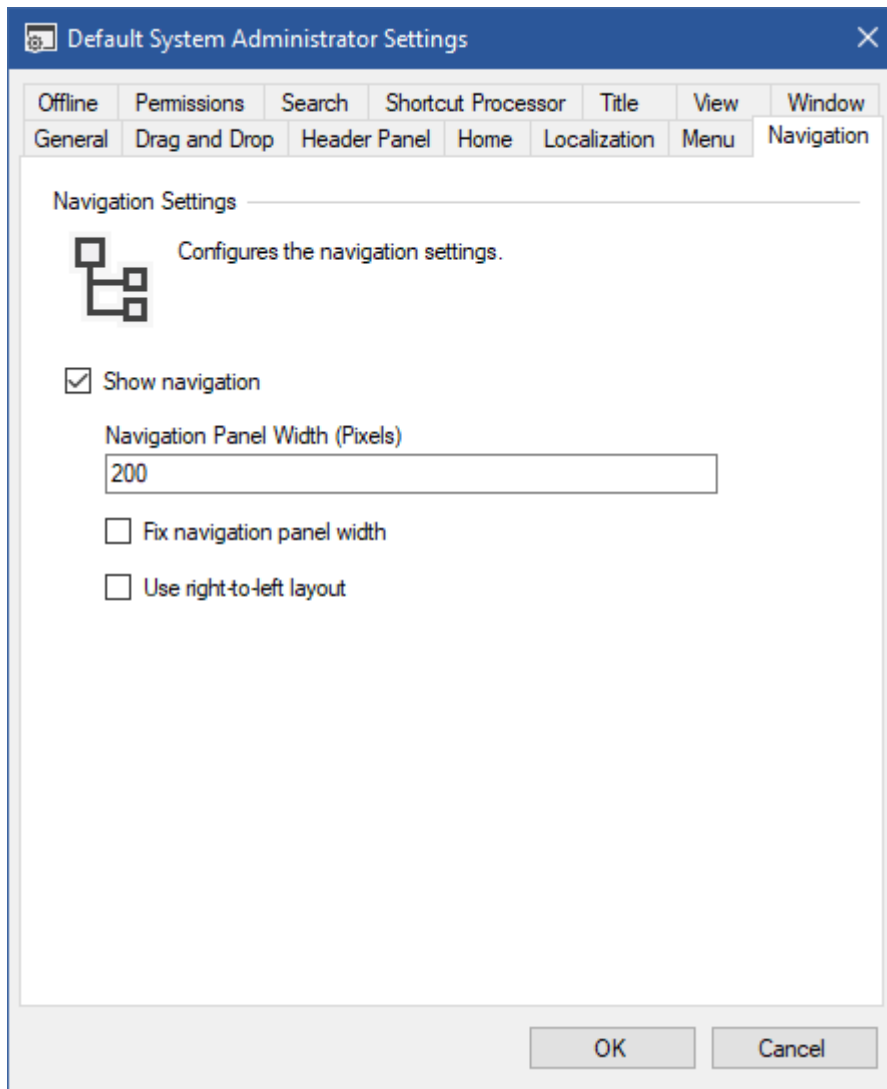 Default System Administrator Settings
Offline Permissions Search Shortcut Processor Title View Window
General Drag and Drop Header Panel Home Localization Menu Navigation
Navigation Settings
Configures the navigation settings.
Show navigation
Navigation Panel Width (Pixels)
200
Fix navigation panel width
Use right-to-left layout
OK Cancel